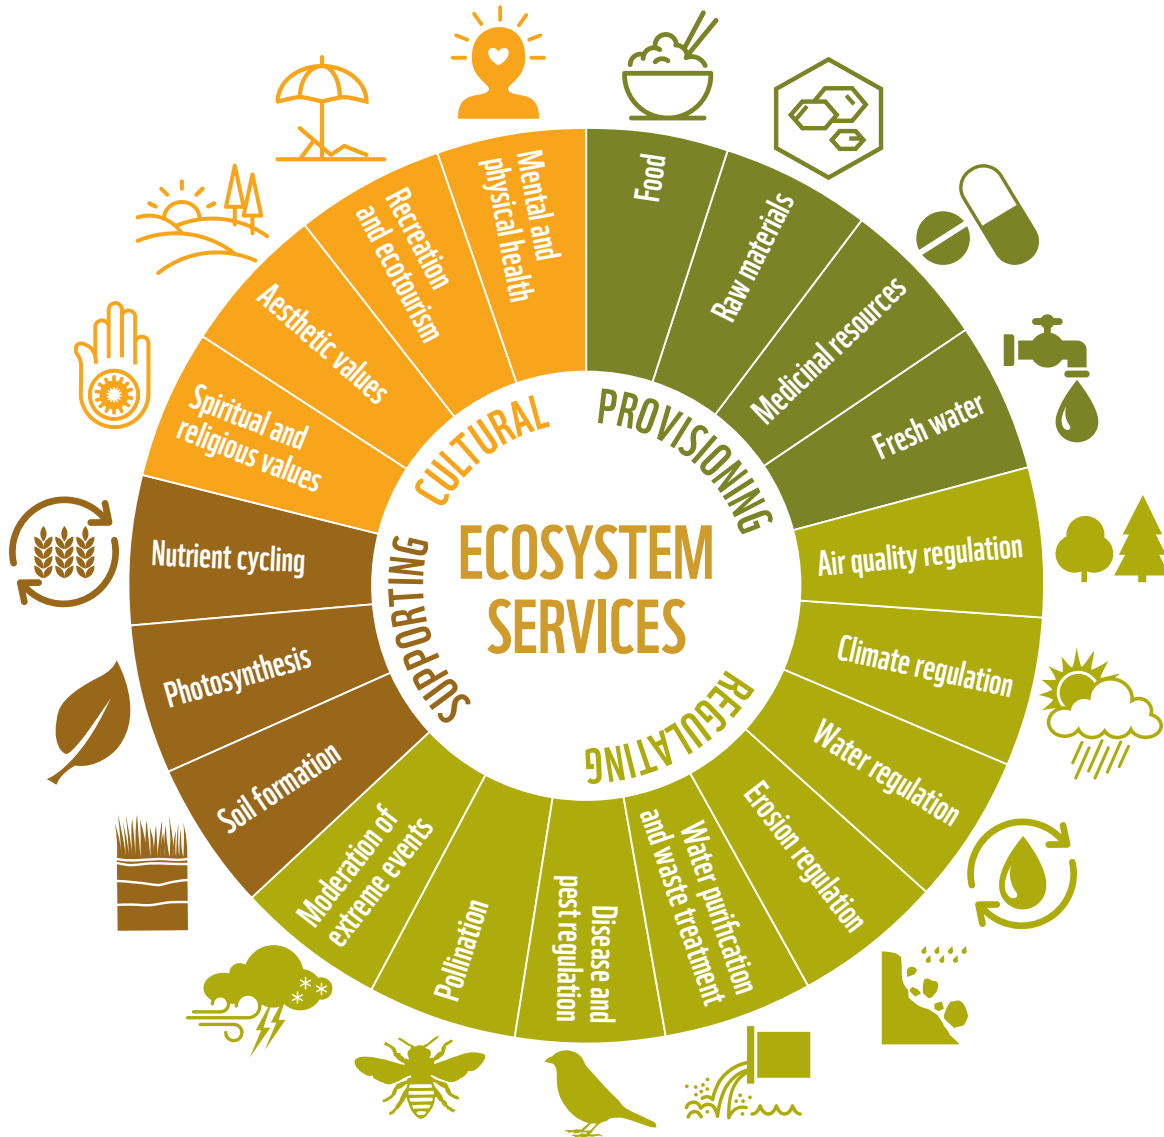 ECOSYSTEM
SERVICES
PROVISIONING
Food
Raw materials
Medicinal resources
Fresh water
REGULATING
Air quality regulation
Climate regulation
Water regulation
Erosion regulation
Water purification
and waste treatment
Disease and
pest regulation
Pollination
Moderation of
extreme events
SUPPORTING
Soil formation
Photosynthesis
Nutrient cycling
CULTURAL
Spiritual and
religious values
Aesthetic values
Recreation
and ecotourism
Mental and
physical health